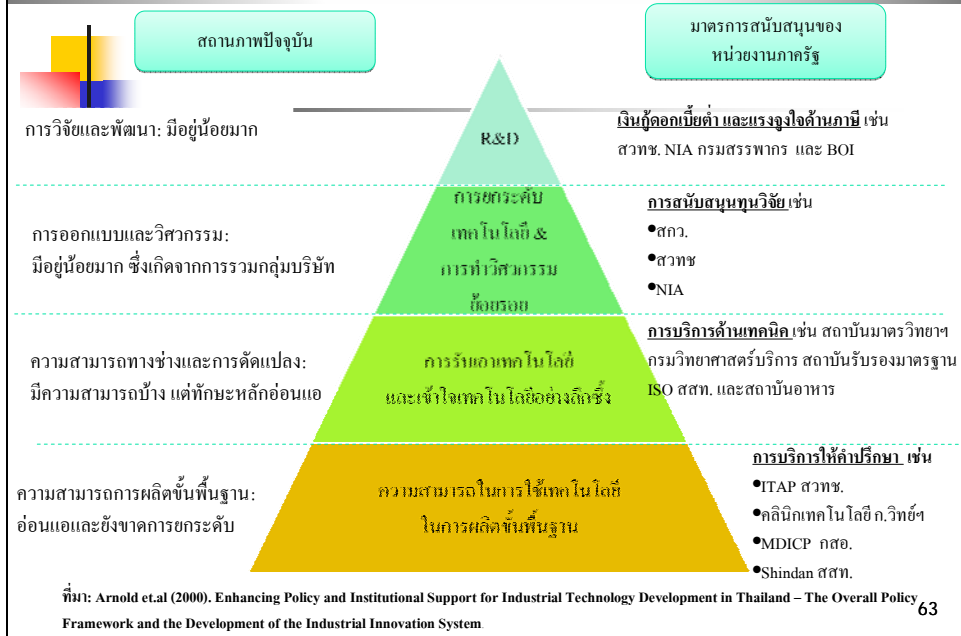 สถานภาพปัจจุบัน
มาตรการสนับสนุนของ
หน่วยงานภาครัฐ
การวิจัยและพัฒนา: มีอยู่น้อยมาก
R&D
เงินกู้ดอกเบี้ยต่ำ และแรงจูงใจด้านภาษี เช่น
สวทช. NIA กรมสรรพากร และ BOI
การออกแบบและวิศวกรรม:
มีอยู่น้อยมาก ซึ่งเกิดจากการรวมกลุ่มบริษัท
การยกระดับ
เทคโนโลยี &
การทำวิศวกรรม
ย้อยรอย
การสนับสนุนทุนวิจัย เช่น
•สกว.
•สวทช
•NIA
ความสามารถทางช่างและการดัดแปลง:
มีความสามารถบ้าง แต่ทักษะหลักอ่อนแอ
การรับเอาเทคโนโลยี
และเข้าใจเทคโนโลยีอย่างลึกซึ้ง
การบริการด้านเทคนิค เช่น สถาบันมาตรวิทยาฯ
กรมวิทยาศาสตร์บริการ สถาบันรับรองมาตรฐาน
ISO สสท. และสถาบันอาหาร
ความสามารถการผลิตขั้นพื้นฐาน:
อ่อนแอและยังขาดการยกระดับ
ความสามารถในการใช้เทคโนโลยี
ในการผลิตขั้นพื้นฐาน
การบริการให้คำปรึกษา เช่น
•ITAP สวทช.
•คลินิกเทคโนโลยี ก.วิทย์ฯ
•MDICP กสอ.
•Shindan สสท.
ที่มา: Arnold et.al (2000). Enhancing Policy and Institutional Support for Industrial Technology Development in Thailand – The Overall Policy
Framework and the Development of the Industrial Innovation System.
63